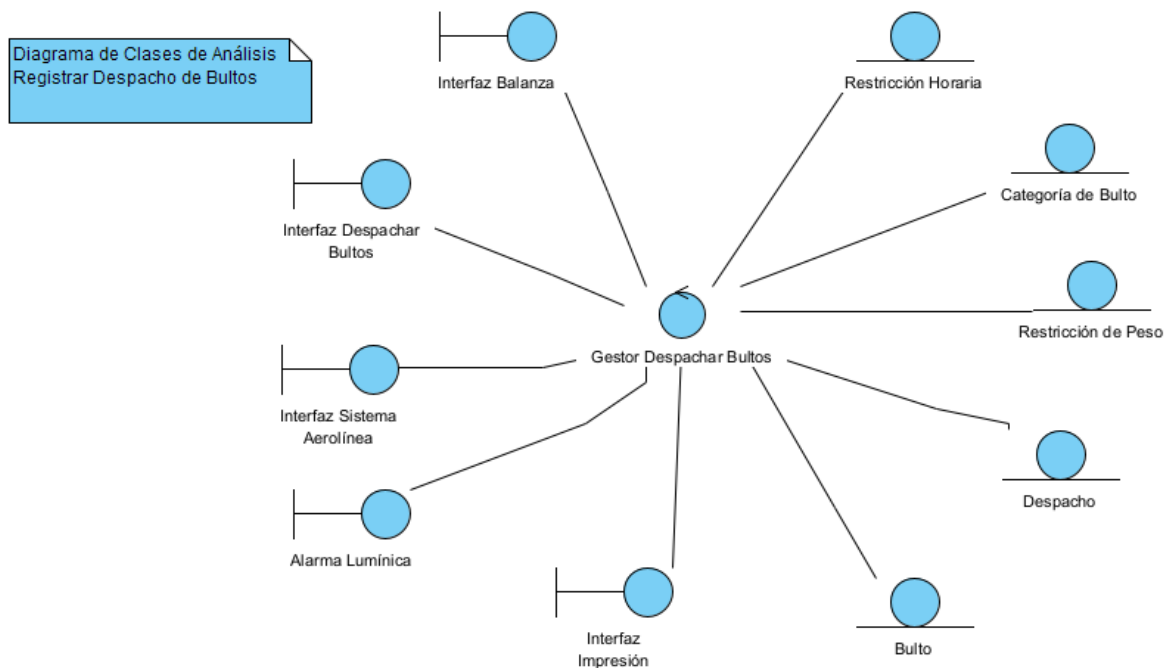 Diagrama de Clases de Análisis
Registrar Despacho de Bultos
Interfaz Balanza
Restricción Horaria
Categoría de Bulto
Interfaz Despachar
Bultos
Restricción de Peso
Gestor Despachar Bultos
Interfaz Sistema
Aerolínea
Despacho
Alarma Lumínica
Interfaz
Impresión
Bulto